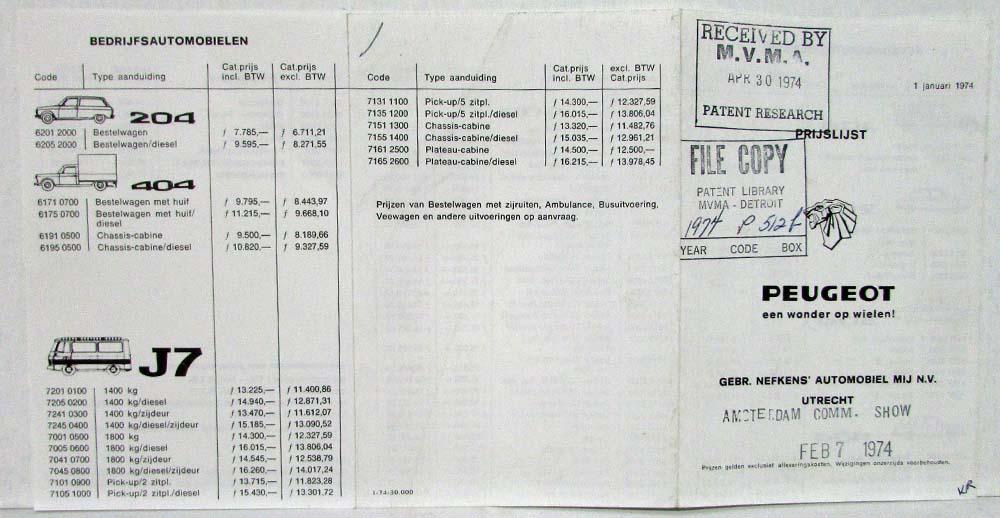 BEDRIJFSAUTOMOBIELEN
Code Type aanduiding Cat.prijs incl. BTW Cat.prijs excl. BTW
204
6201 2000 Bestelwagen ƒ 7.785,— ƒ 6.711,21
6205 2000 Bestelwagen/diesel ƒ 9.595,— ƒ 8.271,55
404
6171 0700 Bestelwagen met huif ƒ 9.795,— ƒ 8.443,97
6175 0700 Bestelwagen met huif/ ƒ 11.215,— ƒ 9.668,10
diesel
6191 0500 Chassis-cabine ƒ 9.500,— ƒ 8.189,66
6195 0500 Chassis-cabine/diesel ƒ 10.820,— ƒ 9.327,59
J7
7201 0100 1400 kg ƒ 13.225,— ƒ 11.400,86
7205 0200 1400 kg/diesel ƒ 14.940,— ƒ 12.871,31
7241 0300 1400 kg/zijdeur ƒ 13.470,— ƒ 11.612,07
7245 0400 1400 kg/diesel/zijdeur ƒ 15.185,— ƒ 13.090,52
7001 0500 1800 kg ƒ 14.300,— ƒ 12.327,59
7005 0600 1800 kg/diesel ƒ 16.015,— ƒ 13.806,04
7041 0700 1800 kg/zijdeur ƒ 14.545,— ƒ 12.538,79
7045 0800 1800 kg/diesel/zijdeur ƒ 16.260,— ƒ 14.017,24
7101 0900 Pick-up/2 zitpl. ƒ 13.715,— ƒ 11.823,28
7105 1000 Pick-up/2 zitpl./diesel ƒ 15.430,— ƒ 13.301,72
Code Type aanduiding Cat.prijs incl. BTW excl. BTW Cat.prijs
7131 1100 Pick-up/5 zitpl. ƒ 14.300,— ƒ 12.327,59
7135 1200 Pick-up/5 zitpl./diesel ƒ 16.015,— ƒ 13.806,04
7151 1300 Chassis-cabine ƒ 13.320,— ƒ 11.482,76
7155 1400 Chassis-cabine/diesel ƒ 15.035,— ƒ 12.961,21
7161 2500 Plateau-cabine ƒ 14.500,— ƒ 12.500,—
7165 2600 Plateau-cabine/diesel ƒ 16.215,— ƒ 13.978,45
Prijzen van Bestelwagen met zijruiten, Ambulance, Busuitvoering,
Veewagen en andere uitvoeringen op aanvraag.
1-74-30.000
RECEIVED BY
M.V.M.A.
APR 30 1974
PATENT RESEARCH
1 januari 1974
PRIJSLIJST
FILE COPY
PATENT LIBRARY
MVMA - DETROIT
1974 P 512f
YEAR CODE BOX
PEUGEOT
een wonder op wielen!
GEBR. NEFKENS' AUTOMOBIEL MIJ N.V.
UTRECHT
AMSTERDAM COMM. SHOW
FEB 7 1974
Prijzen gelden exclusief afleveringskosten. Wijzigingen onzerzijds voorbehouden.
KR